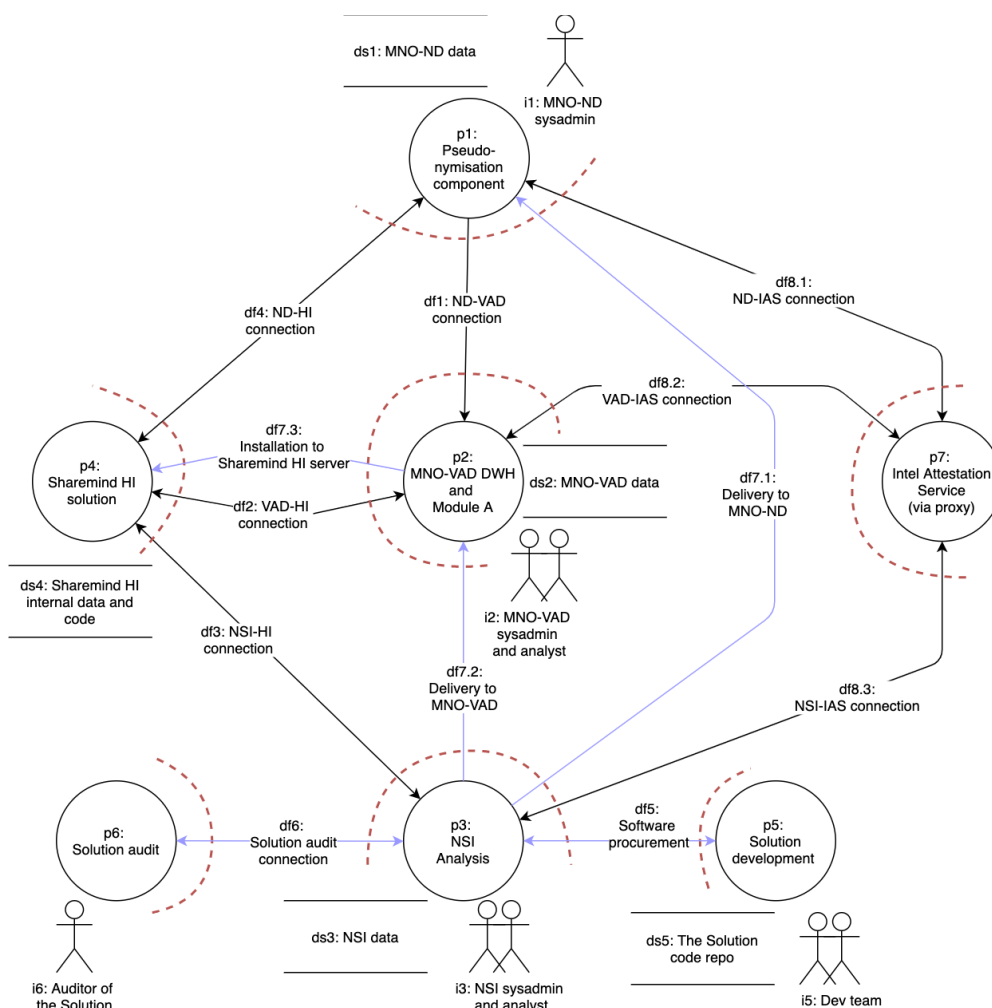 ds1: MNO-ND data
i1: MNO-ND
sysadmin
p1:
Pseudo-
nymisation
component
df8.1:
ND-IAS connection
df4: ND-HI
connection
df1: ND-VAD
connection
df8.2:
VAD-IAS connection
df7.3:
Installation to
Sharemind HI server
p4:
Sharemind HI
solution
p2:
MNO-VAD DWH
and
Module A
ds2: MNO-VAD data
df7.1:
Delivery to
MNO-ND
p7:
Intel Attestation
Service
(via proxy)
df2: VAD-HI
connection
ds4: Sharemind HI
internal data and
code
i2: MNO-VAD
sysadmin
and analyst
df3: NSI-HI
connection
df7.2:
Delivery to
MNO-VAD
df8.3:
NSI-IAS connection
p6:
Solution audit
df6:
Solution audit
connection
p3:
NSI
Analysis
df5:
Software
procurement
p5:
Solution
development
ds3: NSI data
ds5: The Solution
code repo
i6: Auditor of
the Solution
i3: NSI sysadmin
and analyst
i5: Dev team